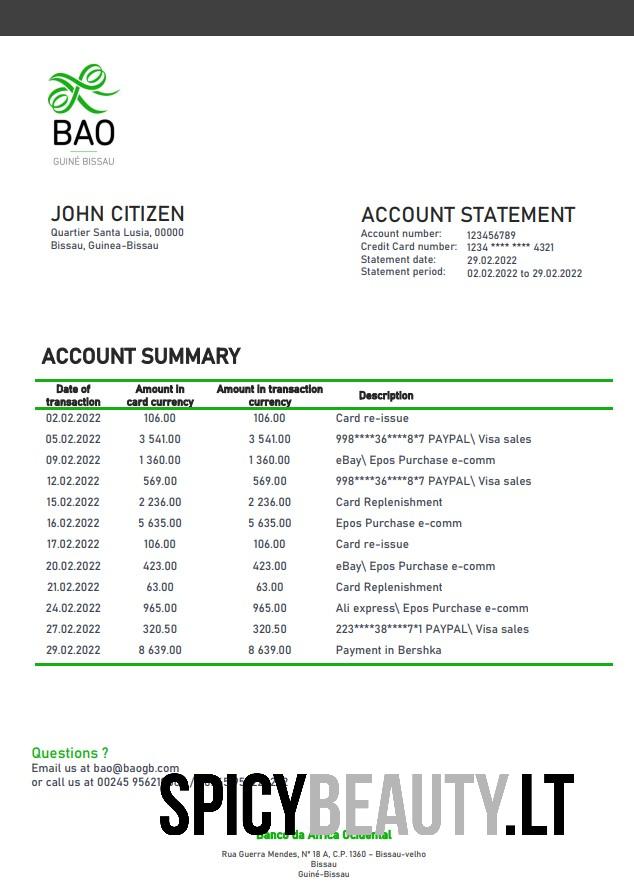 BAO
GUINÉ BISSAU
JOHN CITIZEN
Quartier Santa Lusia, 00000
Bissau, Guinea-Bissau
ACCOUNT STATEMENT
Account number: 123456789
Credit Card number: 1234 **** **** 4321
Statement date: 29.02.2022
Statement period: 02.02.2022 to 29.02.2022
ACCOUNT SUMMARY
Date of transaction Amount in card currency Amount in transaction currency Description
02.02.2022 106.00 106.00 Card re-issue
05.02.2022 3 541.00 3 541.00 998****36****8*7 PAYPAL\ Visa sales
09.02.2022 1 360.00 1 360.00 eBay\ Epos Purchase e-comm
12.02.2022 569.00 569.00 998****36****8*7 PAYPAL\ Visa sales
15.02.2022 2 236.00 2 236.00 Card Replenishment
16.02.2022 5 635.00 5 635.00 Epos Purchase e-comm
17.02.2022 106.00 106.00 Card re-issue
20.02.2022 423.00 423.00 eBay\ Epos Purchase e-comm
21.02.2022 63.00 63.00 Card Replenishment
24.02.2022 965.00 965.00 Ali express\ Epos Purchase e-comm
27.02.2022 320.50 320.50 223****38****7*1 PAYPAL\ Visa sales
29.02.2022 8 639.00 8 639.00 Payment in Bershka
Questions ?
Email us at bao@baogb.com
or call us at 00245
SPICYBEAUTY.LT
Banco da África Ocidental
Rua Guerra Mendes, Nº 18 A, C.P. 1360 – Bissau-velho
Bissau
Guiné-Bissau